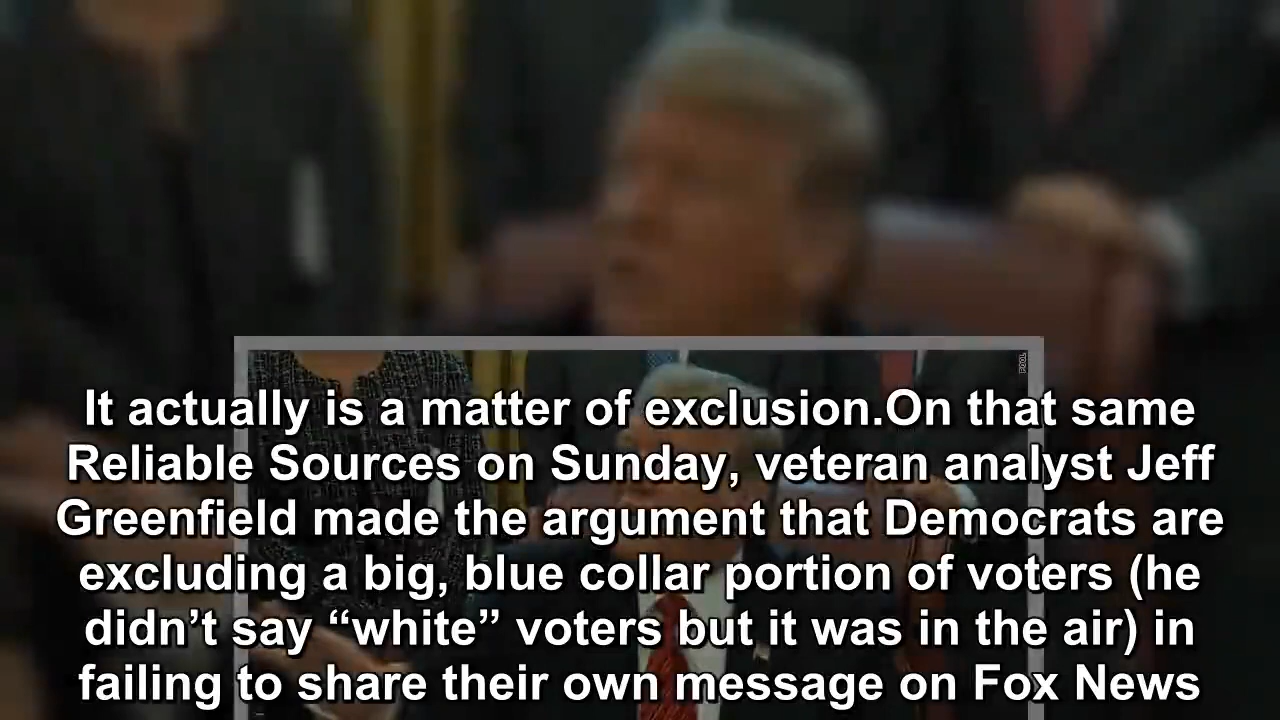 POOL
It actually is a matter of exclusion.On that same
Reliable Sources on Sunday, veteran analyst Jeff
Greenfield made the argument that Democrats are
excluding a big, blue collar portion of voters (he
didn’t say “white” voters but it was in the air) in
failing to share their own message on Fox News